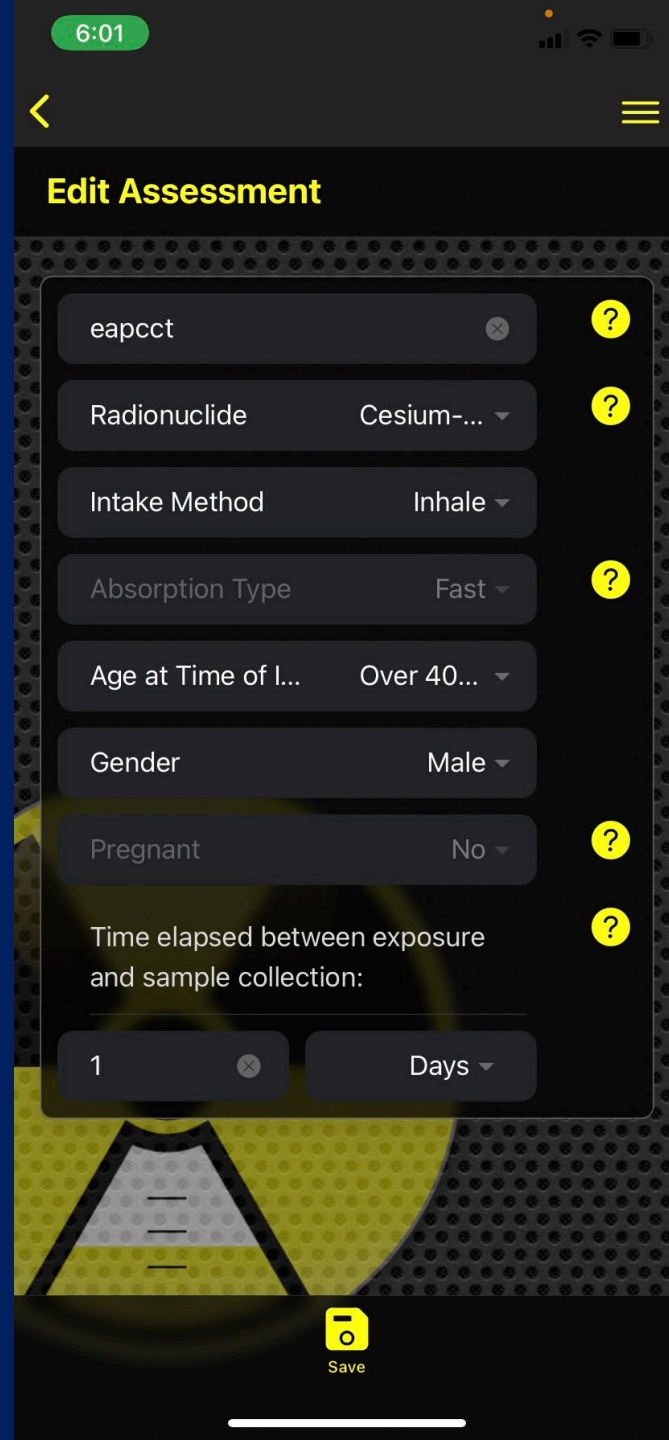 6:01
Edit Assessment
eapcct
?
Radionuclide Cesium-...
?
Intake Method Inhale
Absorption Type Fast
?
Age at Time of I... Over 40...
Gender Male
Pregnant No
?
Time elapsed between exposure
?
and sample collection:
1 Days
Save